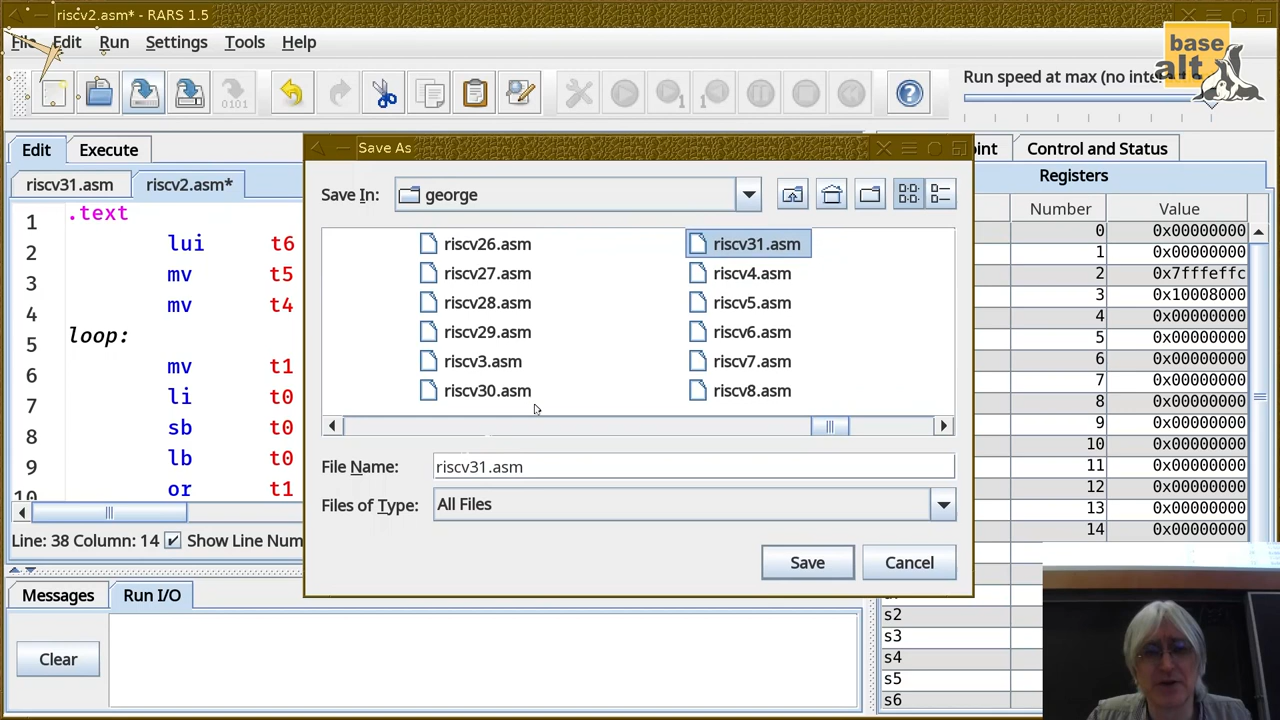 riscv2.asm* - RARS 1.5
File Edit Run Settings Tools Help
base
alt
Run speed at max (no inte
Edit Execute
riscv31.asm riscv2.asm*
1 .text
2 lui t6
3 mv t5
4 mv t4
5 loop:
6 mv t1
7 li t0
8 sb t0
9 lb t0
10 or t1
Line: 38 Column: 14 Show Line Num
Messages Run I/O
Clear
Save As
Save In: george
riscv26.asm riscv31.asm
riscv27.asm riscv4.asm
riscv28.asm riscv5.asm
riscv29.asm riscv6.asm
riscv3.asm riscv7.asm
riscv30.asm riscv8.asm
File Name: riscv31.asm
Files of Type: All Files
Save Cancel
oint Control and Status
Registers
Number Value
0 0x00000000
1 0x00000000
2 0x7fffeffc
3 0x10008000
4 0x00000000
5 0x00000000
6 0x00000000
7 0x00000000
8 0x00000000
9 0x00000000
10 0x00000000
11 0x00000000
12 0x00000000
13 0x00000000
14 0x00000000
s2
s3
s4
s5
s6